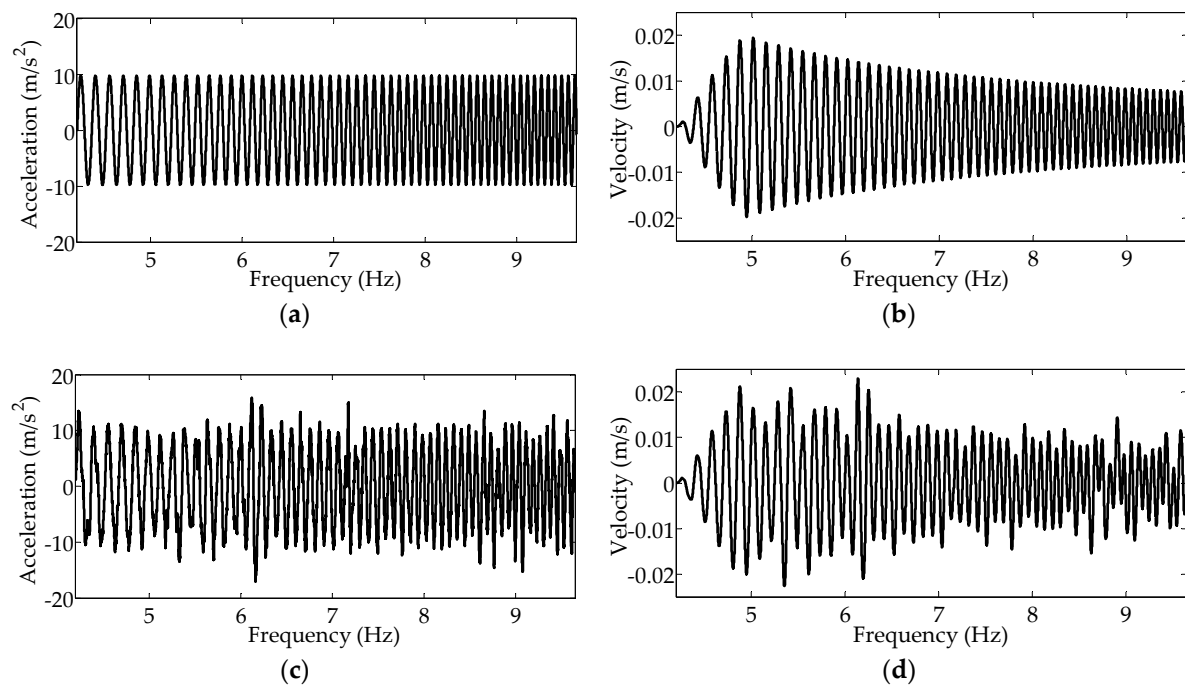 20
10
0
-10
-20
Acceleration (m/s²)
5 6 7 8 9
Frequency (Hz)
(a)
0.02
0.01
0
-0.01
-0.02
Velocity (m/s)
5 6 7 8 9
Frequency (Hz)
(b)
20
10
0
-10
-20
Acceleration (m/s²)
5 6 7 8 9
Frequency (Hz)
(c)
0.02
0.01
0
-0.01
-0.02
Velocity (m/s)
5 6 7 8 9
Frequency (Hz)
(d)